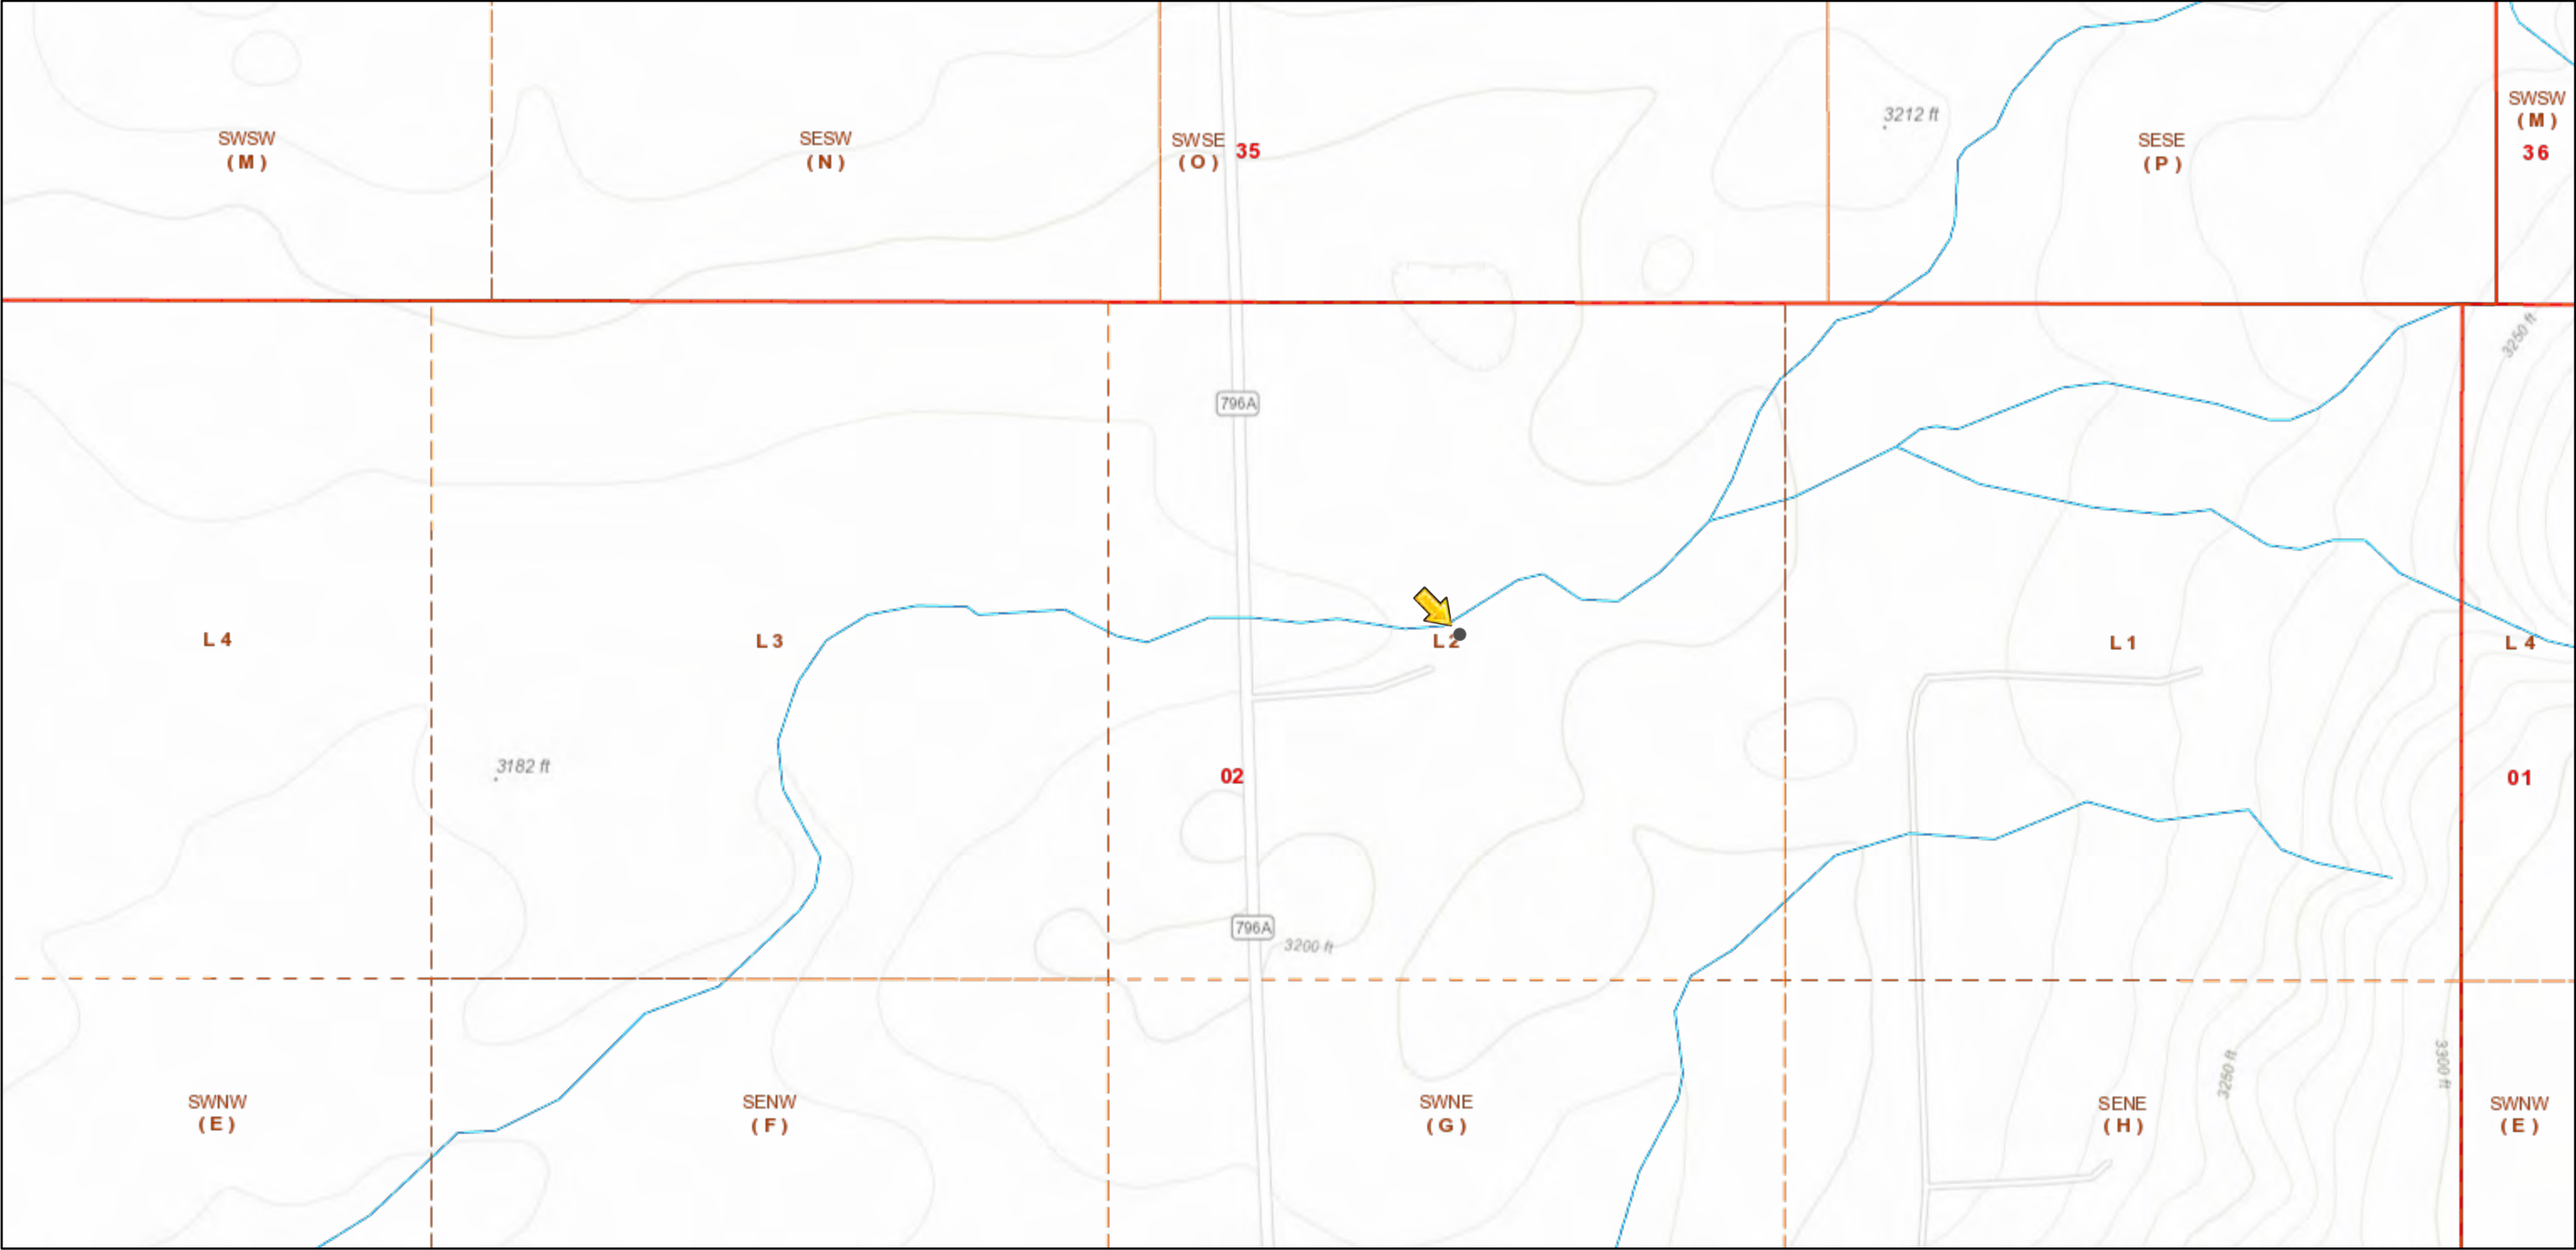 SWSW
(M)
SESW
(N)
SWSE
(O)
35
3212 ft
SESE
(P)
SWSW
(M)
36
3250 ft
796A
L 4
L 3
L 2
L 1
L 4
3182 ft
02
01
796A
3200 ft
SWNW
(E)
SENW
(F)
SWNE
(G)
SENE
(H)
3250 ft
3300 ft
SWNW
(E)